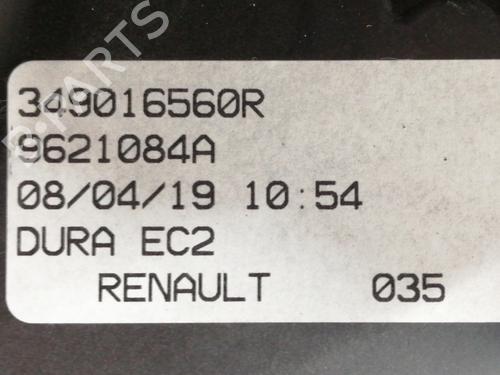 349016560R
9621084A
08/04/19 10:54
DURA EC2
RENAULT 035